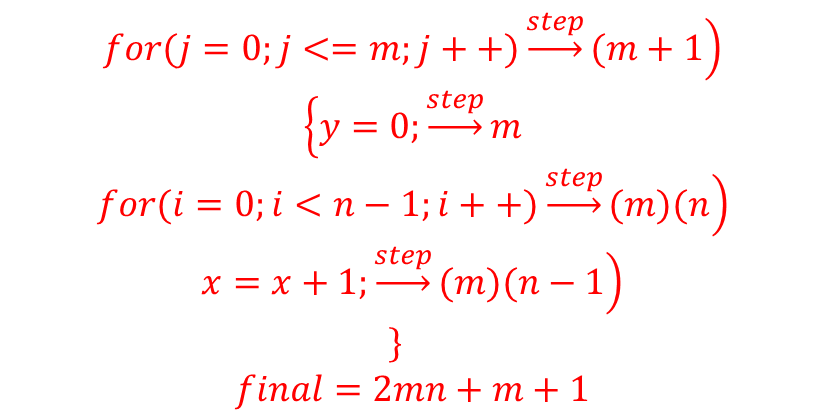 for(j = 0; j <= m; j + +) step⟶ (m + 1)
{y = 0; step⟶ m
for(i = 0; i < n − 1; i + +) step⟶ (m)(n)
x = x + 1; step⟶ (m)(n − 1)
}
final = 2mn + m + 1